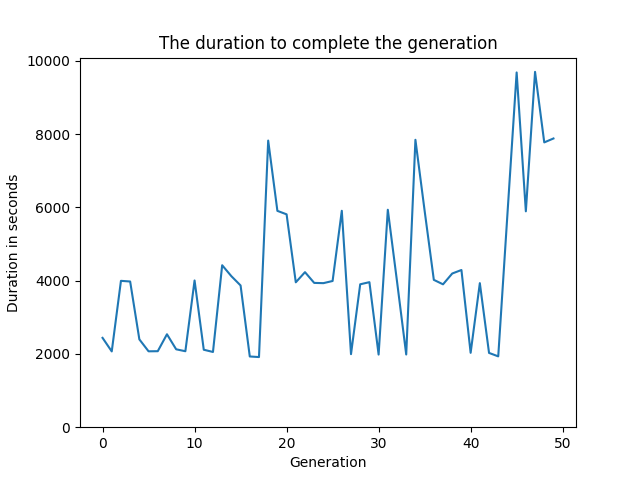 The duration to complete the generation
10000
8000
6000
4000
2000
0
Duration in seconds
0 10 20 30 40 50
Generation